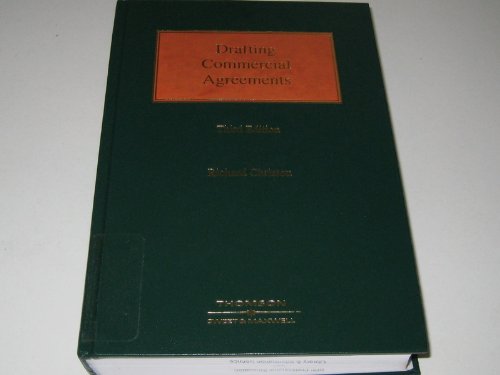 Drafting
Commercial
Agreements
Third Edition
Richard Christou
THOMSON
SWEET & MAXWELL